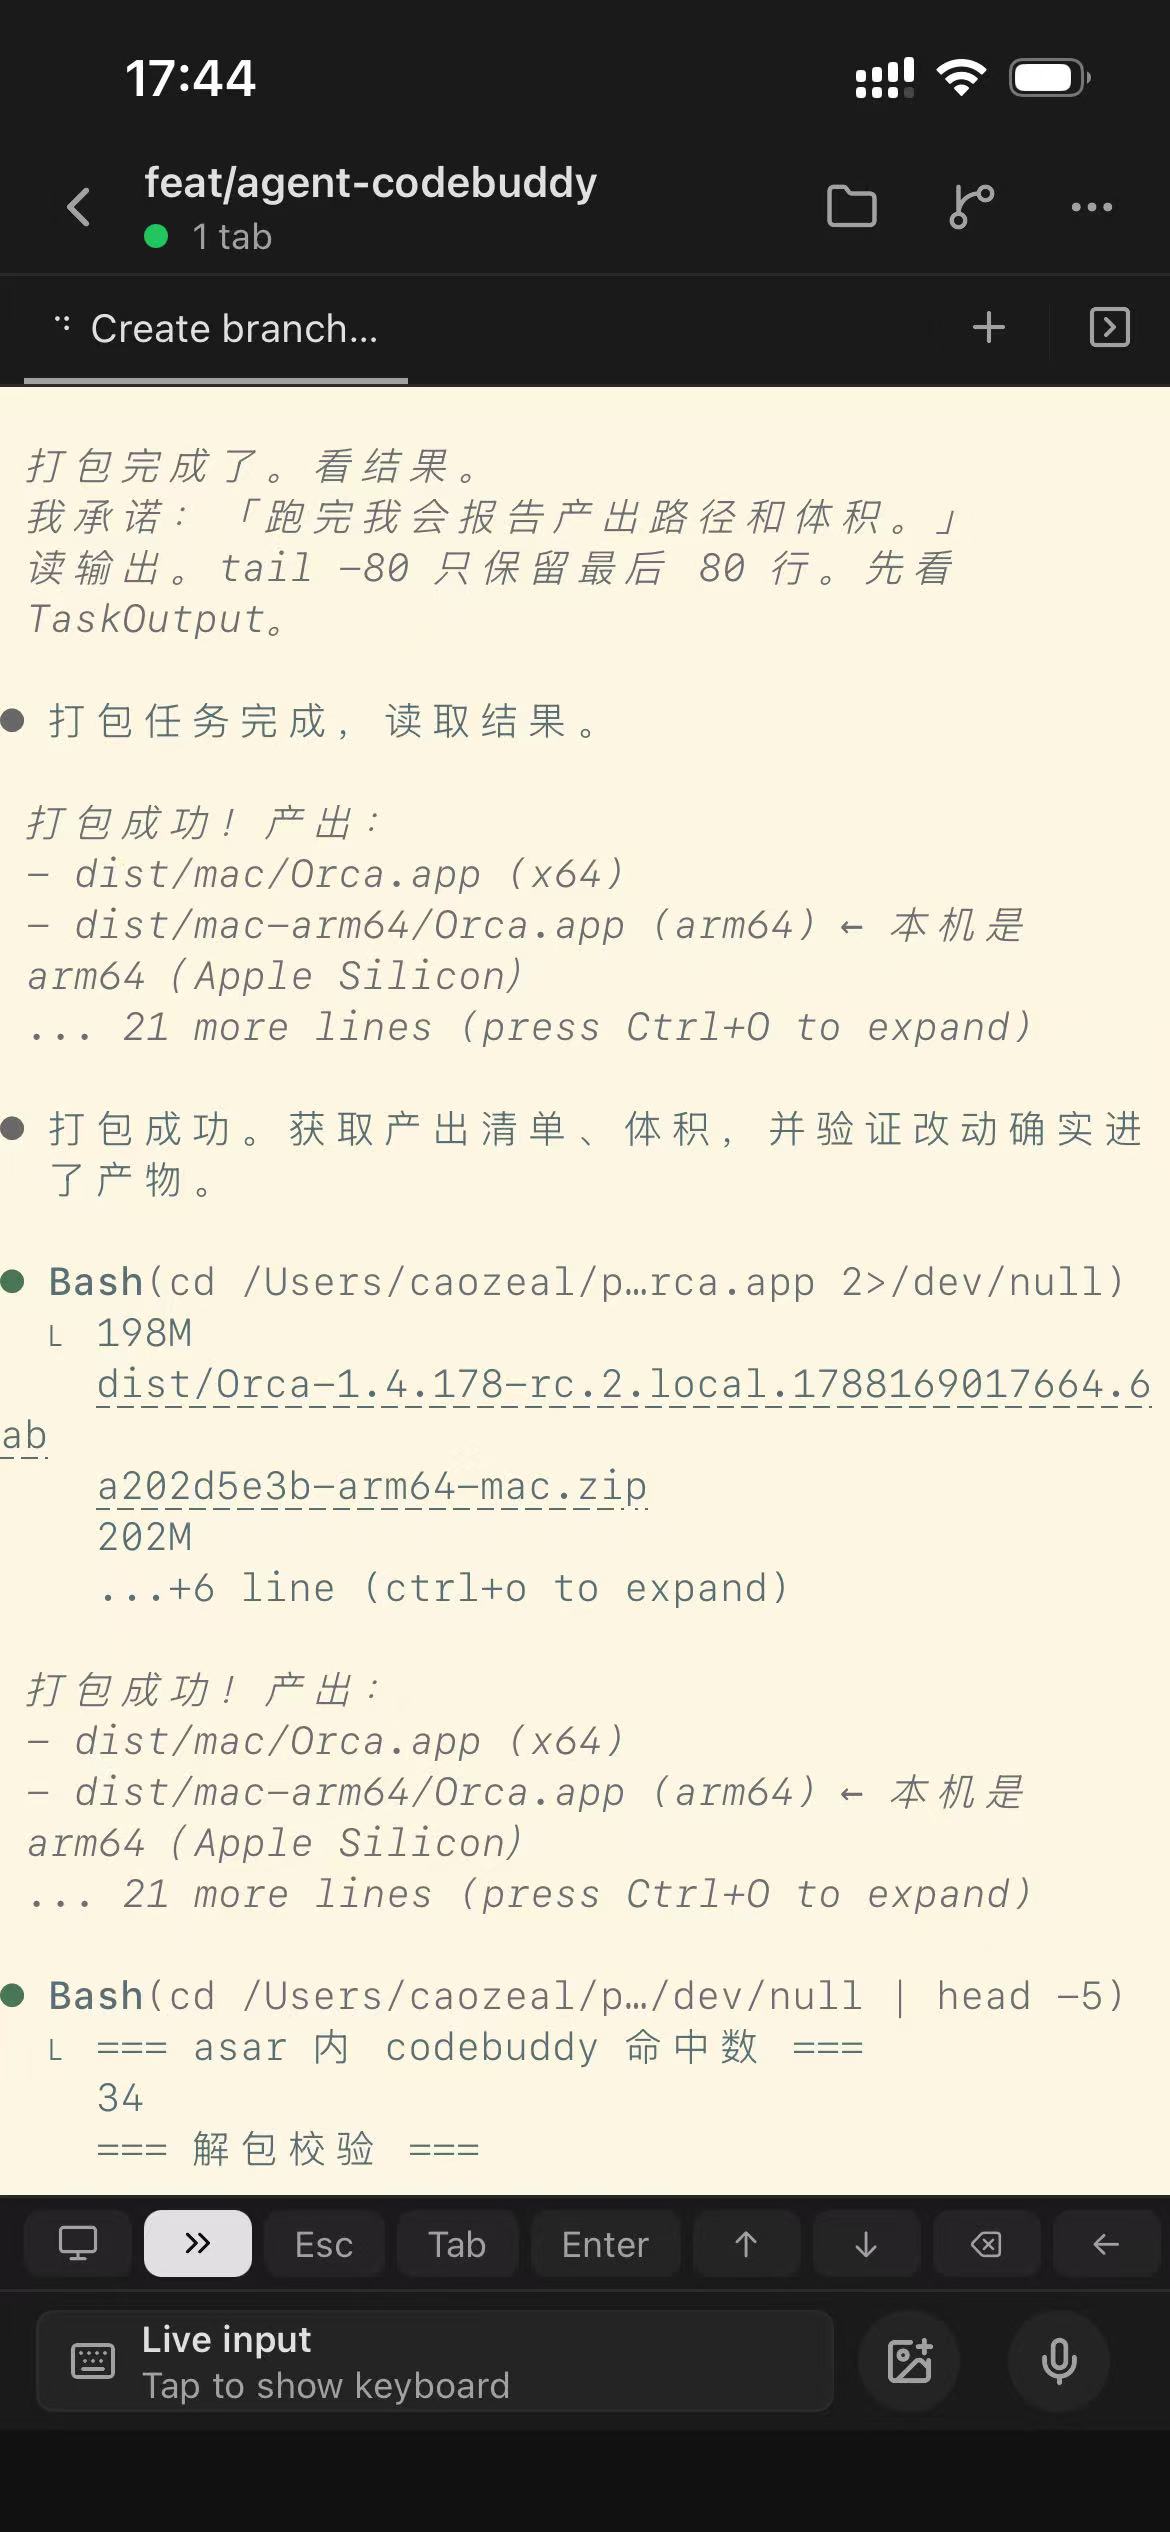 17:44
feat/agent-codebuddy
1 tab
Create branch...
打包完成了。看结果。
我承诺：「跑完我会报告产出路径和体积。」
读输出。tail -80 只保留最后 80 行。先看
TaskOutput。
打包任务完成，读取结果。
打包成功！产出：
- dist/mac/Orca.app (x64)
- dist/mac-arm64/Orca.app (arm64) ← 本机是
arm64（Apple Silicon）
... 21 more lines (press Ctrl+O to expand)
打包成功。获取产出清单、体积，并验证改动确实进
了产物。
Bash(cd /Users/caozeal/p…rca.app 2>/dev/null)
└ 198M
dist/Orca-1.4.178-rc.2.local.1788169017664.6
ab
a202d5e3b-arm64-mac.zip
202M
...+6 line (ctrl+o to expand)
打包成功！产出：
- dist/mac/Orca.app (x64)
- dist/mac-arm64/Orca.app (arm64) ← 本机是
arm64（Apple Silicon）
... 21 more lines (press Ctrl+O to expand)
Bash(cd /Users/caozeal/p…/dev/null | head -5)
└ === asar 内 codebuddy 命中数 ===
34
=== 解包校验 ===
Esc Tab Enter ↑ ↓ ←
Live input
Tap to show keyboard